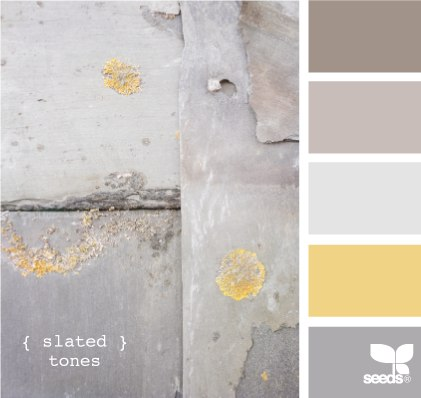 { slated }
tones
seeds®